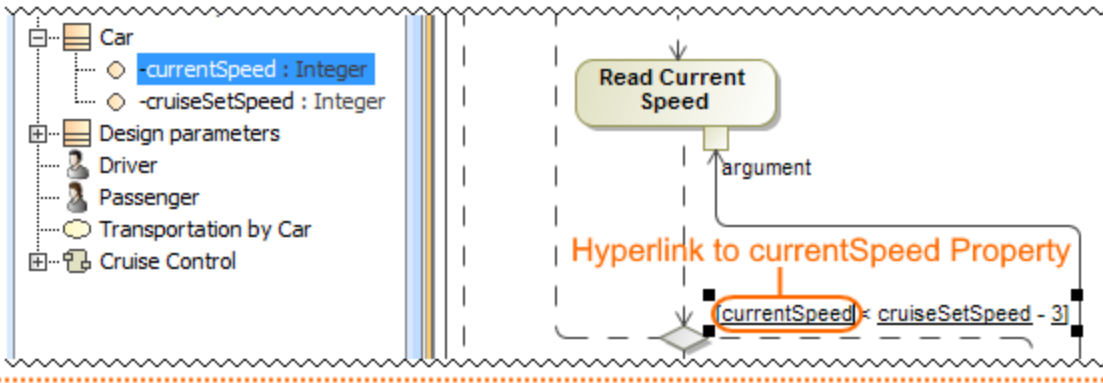 Car
-currentSpeed : Integer
-cruiseSetSpeed : Integer
Design parameters
Driver
Passenger
Transportation by Car
Cruise Control
Read Current
Speed
argument
Hyperlink to currentSpeed Property
[currentSpeed < cruiseSetSpeed - 3]